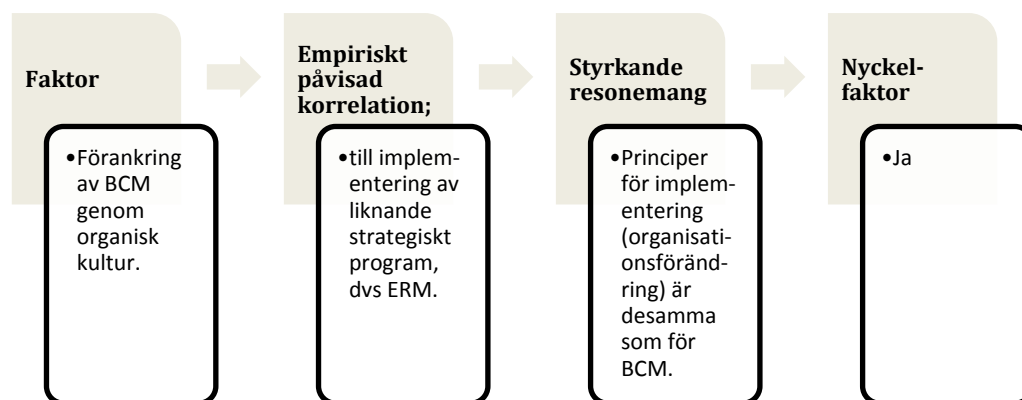 Faktor
•Förankring
av BCM
genom
organisk
kultur.
Empiriskt
påvisad
korrelation;
•till implem-
entering av
liknande
strategiskt
program,
dvs ERM.
Styrkande
resonemang
•Principer
för implem-
entering
(organisati-
onsföränd-
ring) är
desamma
som för
BCM.
Nyckel-
faktor
•Ja